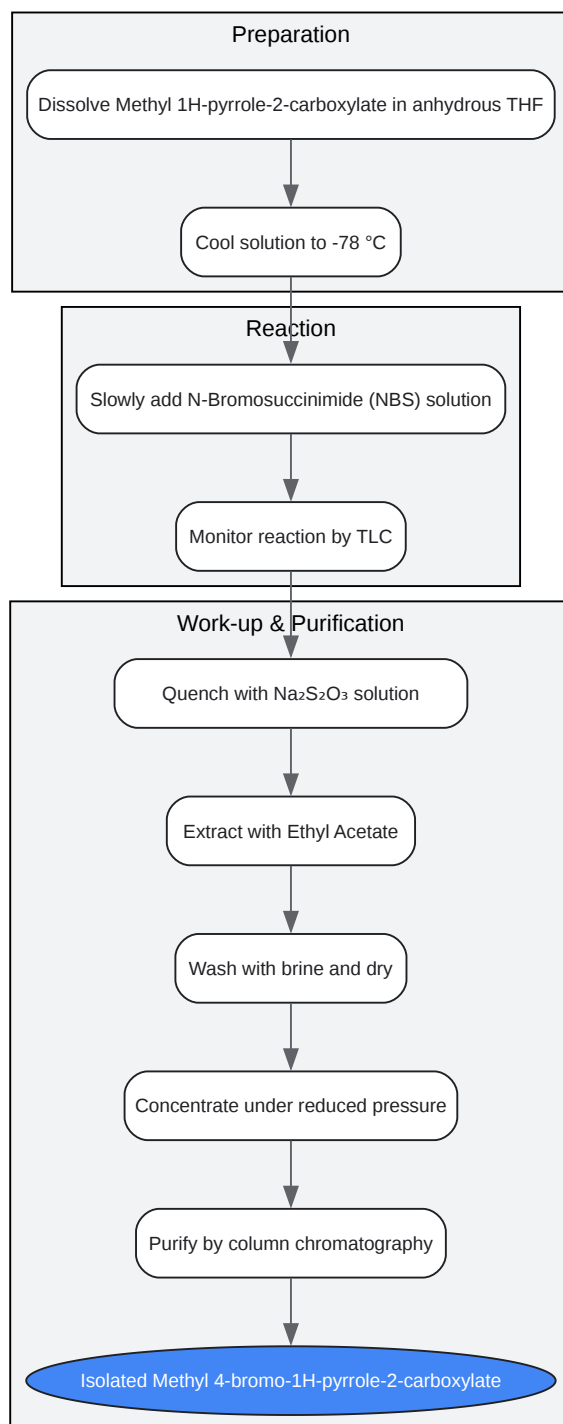 Preparation
Dissolve Methyl 1H-pyrrole-2-carboxylate in anhydrous THF
Cool solution to -78 °C
Reaction
Slowly add N-Bromosuccinimide (NBS) solution
Monitor reaction by TLC
Work-up & Purification
Quench with Na₂S₂O₃ solution
Extract with Ethyl Acetate
Wash with brine and dry
Concentrate under reduced pressure
Purify by column chromatography
Isolated Methyl 4-bromo-1H-pyrrole-2-carboxylate